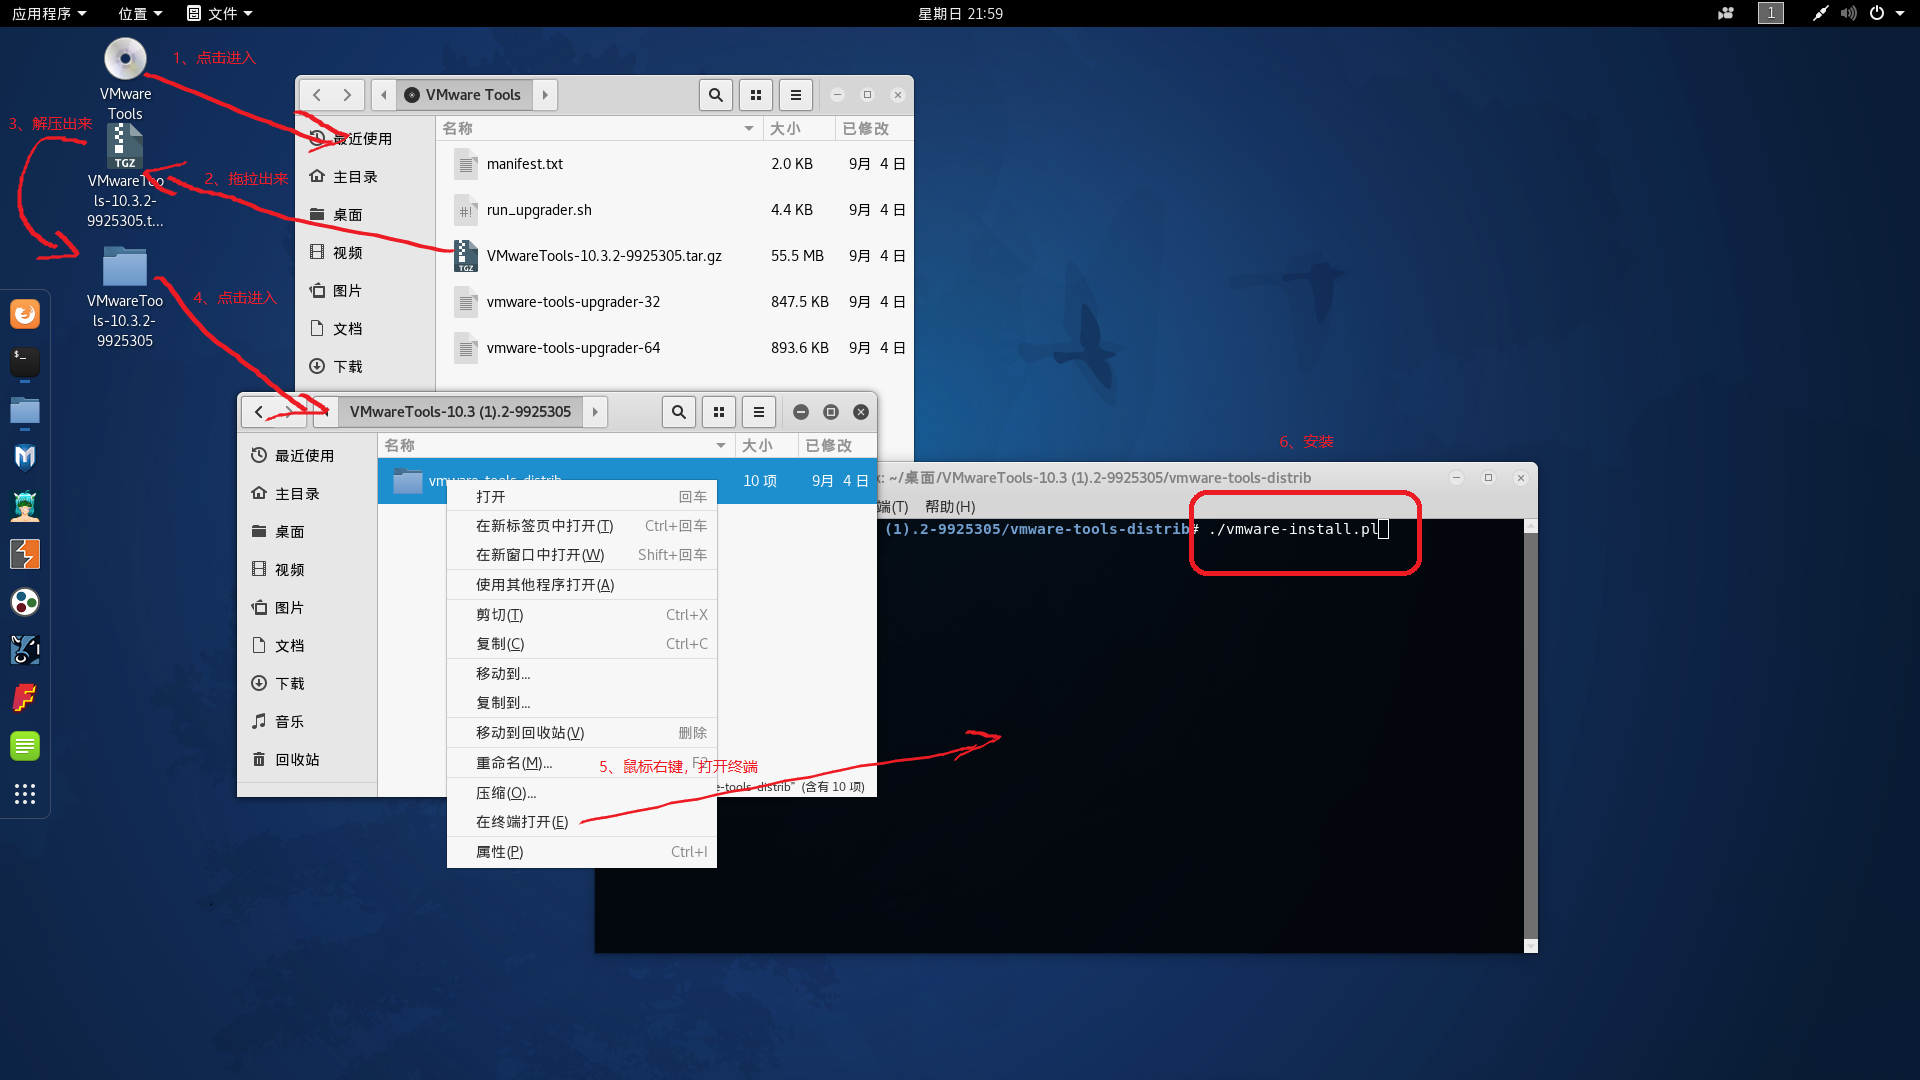 应用程序 位置 文件 星期日 21:59 1
VMware
Tools
1、点击进入
3、解压出来
TGZ
VMwareToo
ls-10.3.2-
9925305.t...
2、拖拉出来
VMwareToo
ls-10.3.2-
9925305
4、点击进入
VMware Tools
最近使用
主目录
桌面
视频
图片
文档
下载
名称 大小 已修改
manifest.txt 2.0 KB 9月 4 日
run_upgrader.sh 4.4 KB 9月 4 日
VMwareTools-10.3.2-9925305.tar.gz 55.5 MB 9月 4 日
TGZ
vmware-tools-upgrader-32 847.5 KB 9月 4 日
vmware-tools-upgrader-64 893.6 KB 9月 4 日
VMwareTools-10.3 (1).2-9925305
最近使用
主目录
桌面
视频
图片
文档
下载
音乐
回收站
名称 大小 已修改
vmware-tools-distrib 10 项 9月 4 日
打开 回车
在新标签页中打开(T) Ctrl+回车
在新窗口中打开(W) Shift+回车
使用其他程序打开(A)
剪切(T) Ctrl+X
复制(C) Ctrl+C
移动到...
复制到...
移动到回收站(V) 删除
重命名(M)... F2
5、鼠标右键，打开终端
压缩(O)...
在终端打开(E)
属性(P) Ctrl+I
e-tools-distrib" (含有 10 项)
6、安装
k: ~/桌面/VMwareTools-10.3 (1).2-9925305/vmware-tools-distrib
端(T) 帮助(H)
(1).2-9925305/vmware-tools-distrib# ./vmware-install.pl